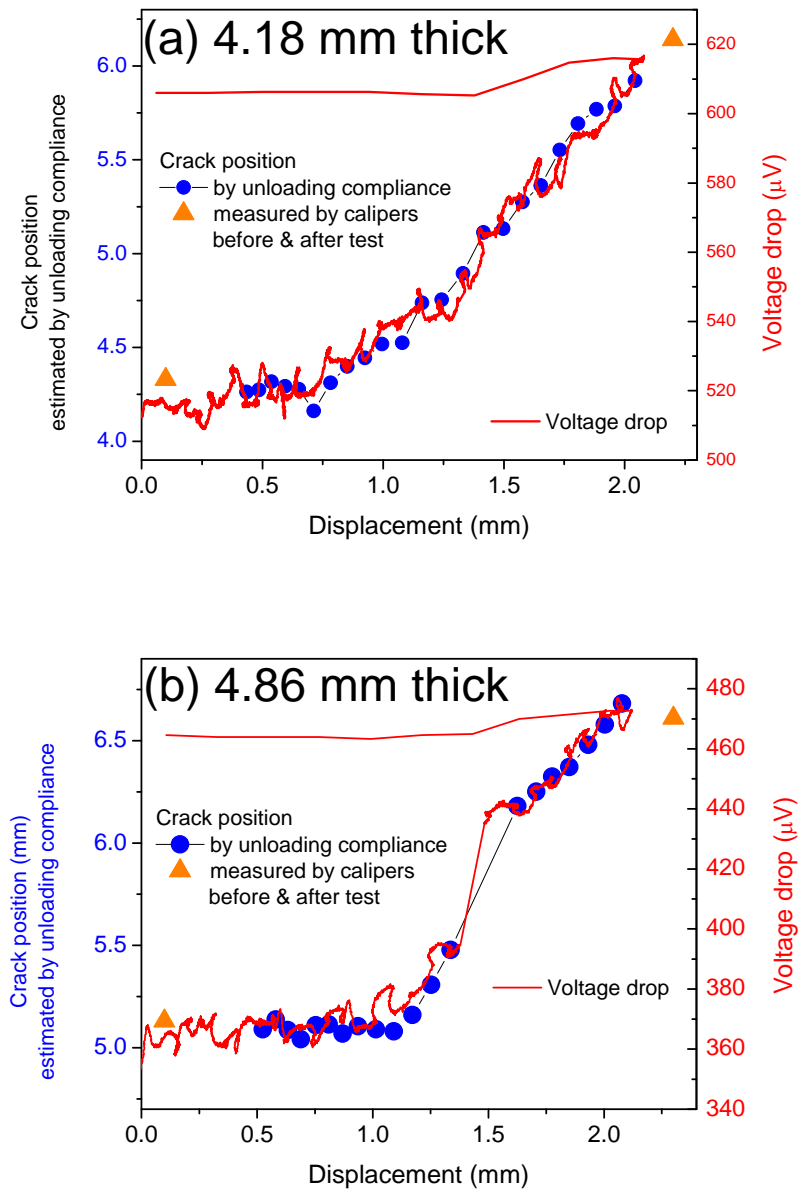 (a) 4.18 mm thick
Crack position
estimated by unloading compliance
6.0
5.5
5.0
4.5
4.0
Crack position
by unloading compliance
measured by calipers
before & after test
Voltage drop
620
600
580
560
540
520
500
Voltage drop (μV)
0.0
0.5
1.0
1.5
2.0
Displacement (mm)
(b) 4.86 mm thick
Crack position (mm)
estimated by unloading compliance
6.5
6.0
5.5
5.0
Crack position
by unloading compliance
measured by calipers
before & after test
Voltage drop
480
460
440
420
400
380
360
340
Voltage drop (μV)
0.0
0.5
1.0
1.5
2.0
Displacement (mm)